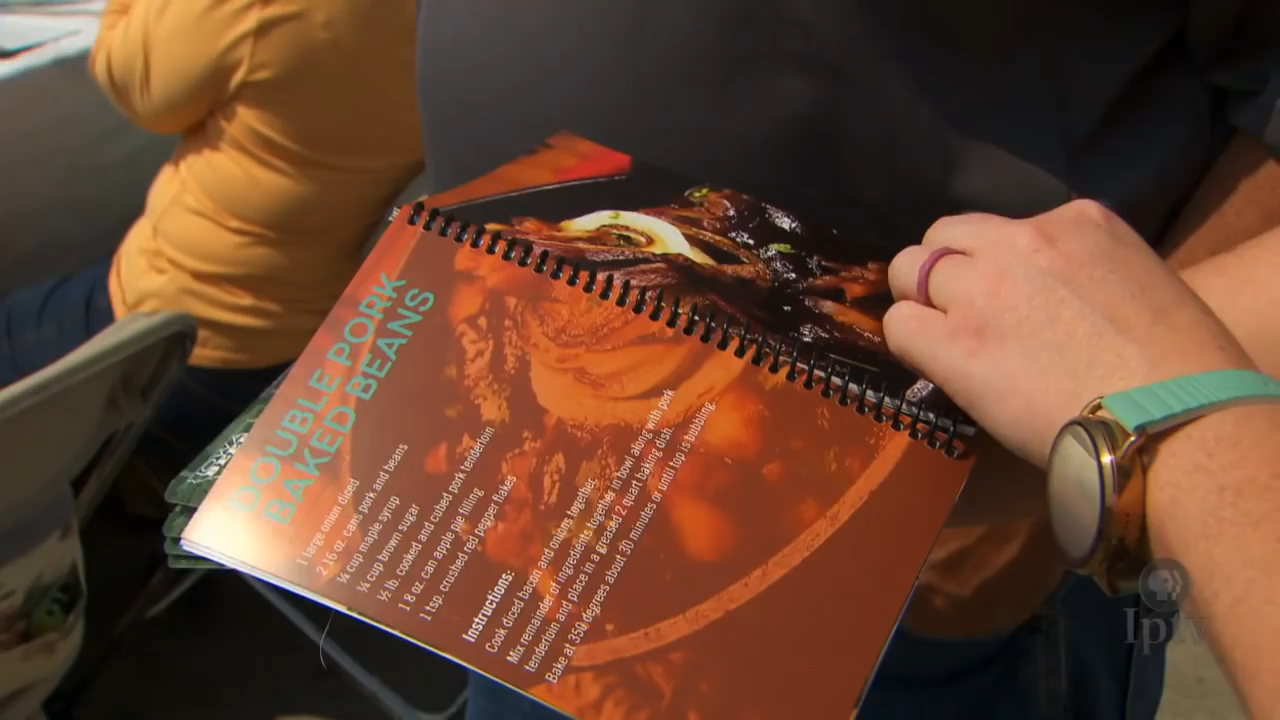 DOUBLE PORK
BAKED BEANS
1 large onion diced
2 16 oz. cans pork and beans
¼ cup maple syrup
¼ cup brown sugar
½ lb. cooked and cubed pork tenderloin
1 8 oz. can apple pie filling
1 tsp. crushed red pepper flakes
Instructions:
Cook diced bacon and onions together.
Mix remainder of ingredients together in bowl along with pork
tenderloin and place in a greased 2 quart baking dish.
Bake at 350 degrees about 30 minutes or until top is bubbling.
Iptv